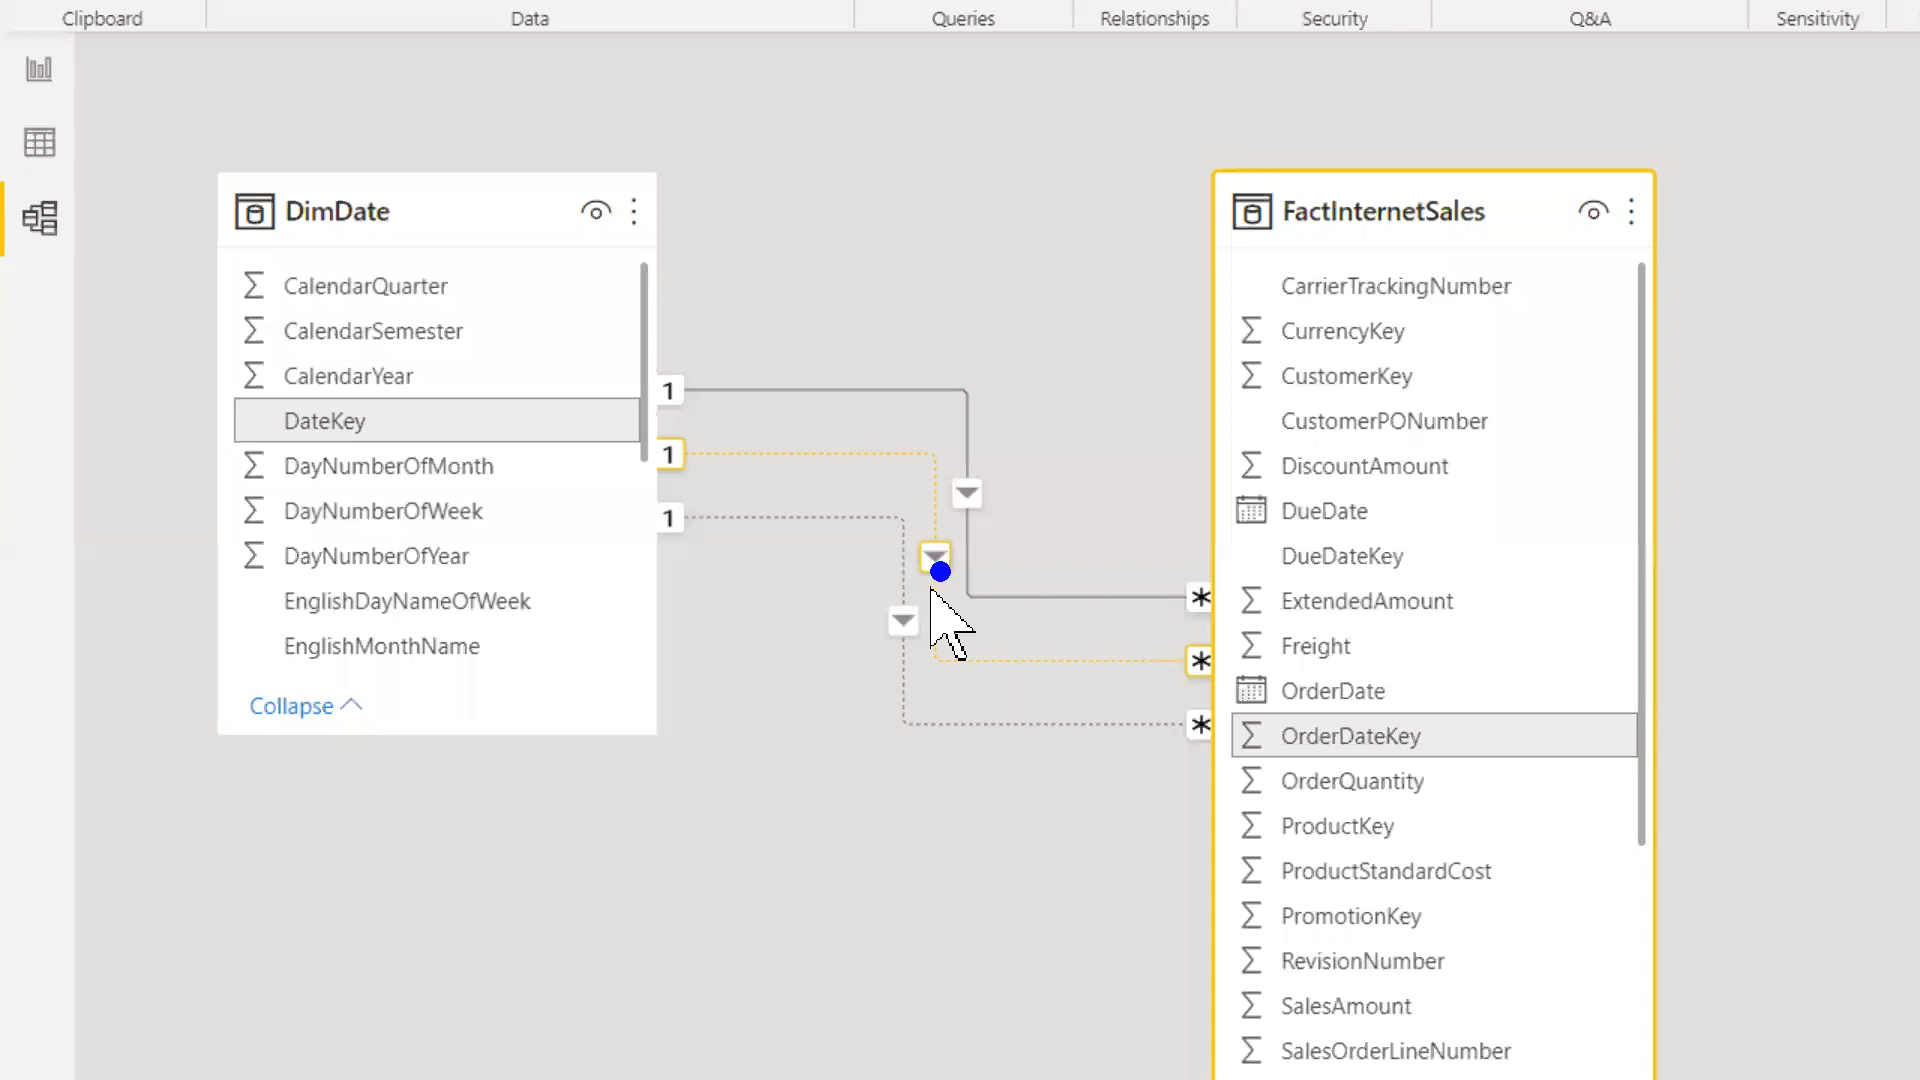 Clipboard
Data
Queries
Relationships
Security
Q&A
Sensitivity
DimDate
CalendarQuarter
CalendarSemester
CalendarYear
DateKey
DayNumberOfMonth
DayNumberOfWeek
DayNumberOfYear
EnglishDayNameOfWeek
EnglishMonthName
Collapse
1
1
1
*
*
*
FactInternetSales
CarrierTrackingNumber
CurrencyKey
CustomerKey
CustomerPONumber
DiscountAmount
DueDate
DueDateKey
ExtendedAmount
Freight
OrderDate
OrderDateKey
OrderQuantity
ProductKey
ProductStandardCost
PromotionKey
RevisionNumber
SalesAmount
SalesOrderLineNumber